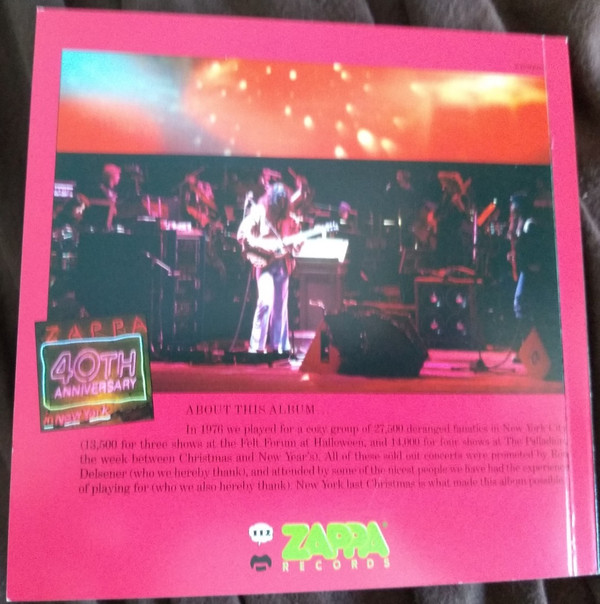 ZAPPA
40TH
ANNIVERSARY
in New York
ABOUT THIS ALBUM
In 1976 we played for a cozy group of 27,500 deranged fanatics in New York City
(13,500 for three shows at the Felt Forum at Halloween, and 14,000 for four shows at The Palladium
the week between Christmas and New Year's). All of these sold out concerts were promoted by Ron
Delsener (who we hereby thank), and attended by some of the nicest people we have had the experience
of playing for (who we also hereby thank). New York last Christmas is what made this album possible.
ZAPPA
RECORDS